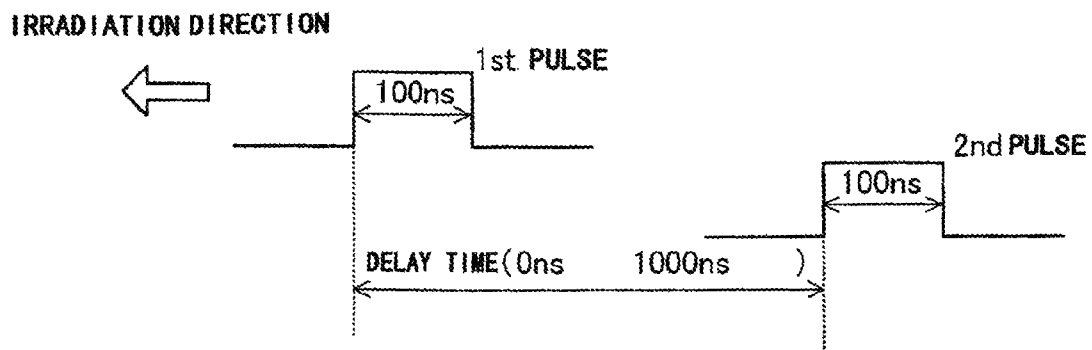 IRRADIATION DIRECTION
1st PULSE
100ns
2nd PULSE
100ns
DELAY TIME(0ns 1000ns )